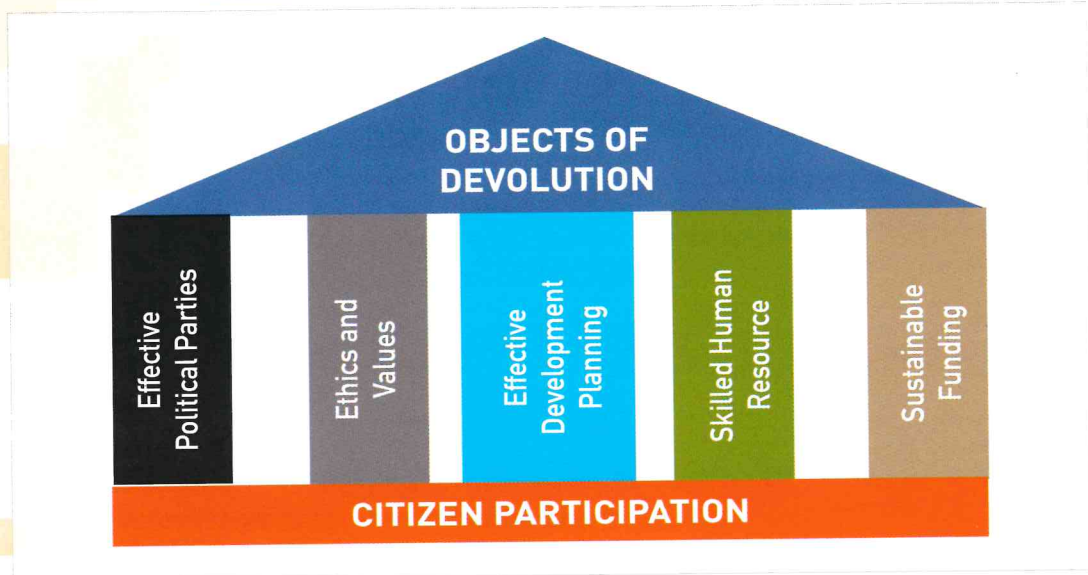 OBJECTS OF
DEVOLUTION
Effective
Political Parties
Ethics and
Values
Effective
Development
Planning
Skilled Human
Resource
Sustainable
Funding
CITIZEN PARTICIPATION